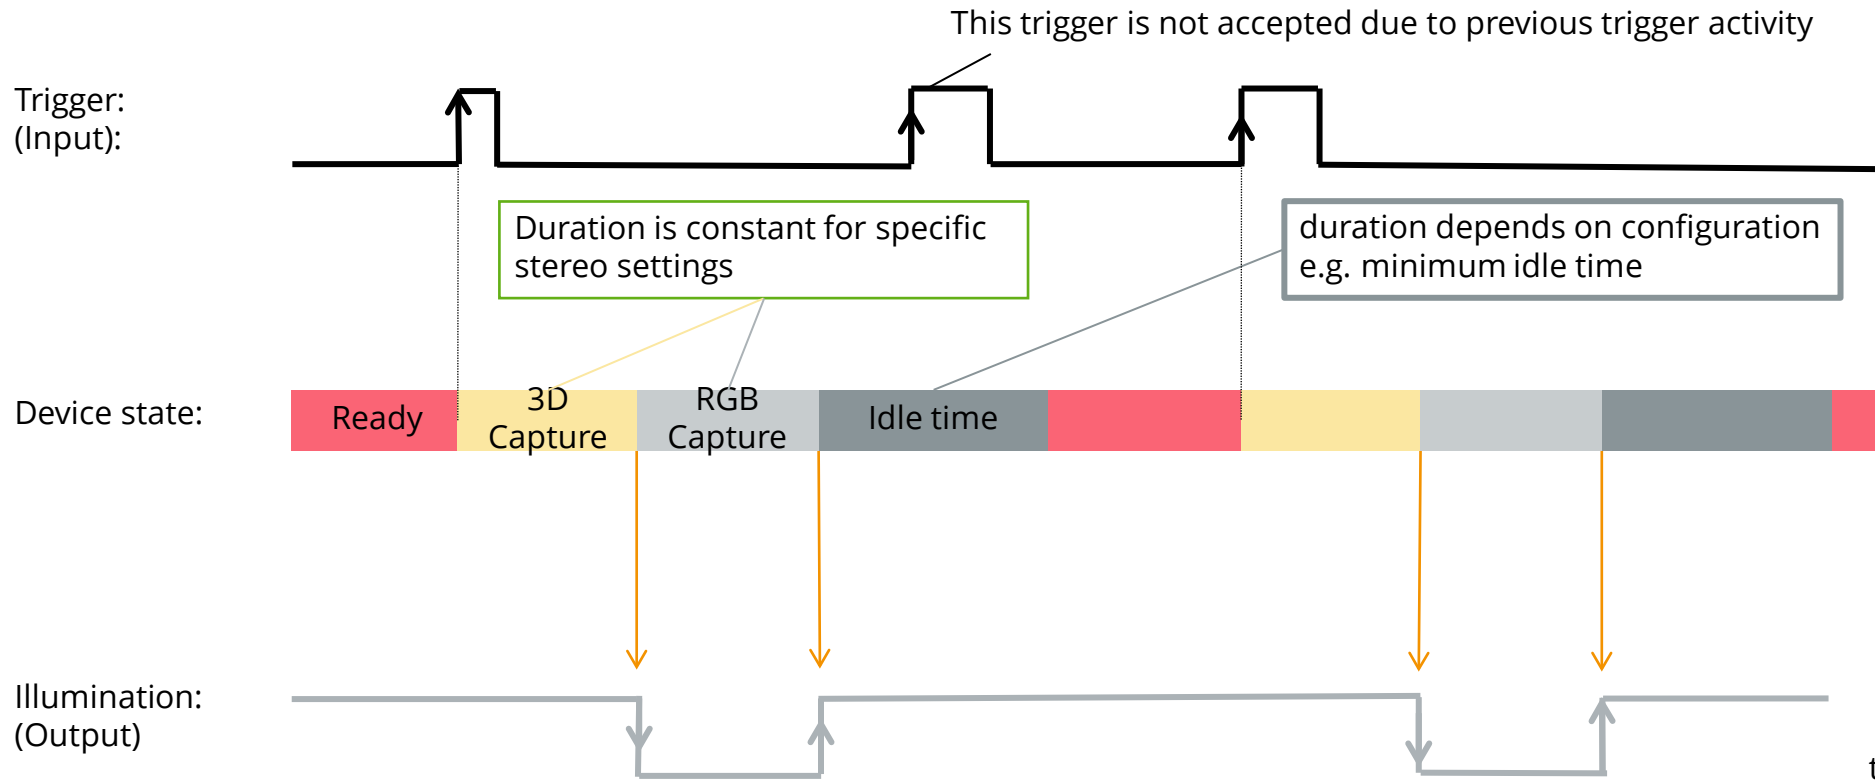 This trigger is not accepted due to previous trigger activity
Trigger:
(Input):
Duration is constant for specific
stereo settings
duration depends on configuration
e.g. minimum idle time
Device state:
Ready
3D
Capture
RGB
Capture
Idle time
Illumination:
(Output)
t